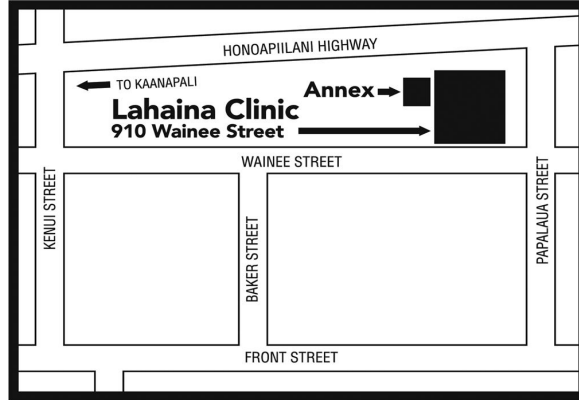 HONOAPIILANI HIGHWAY
TO KAANAPALI
Annex
Lahaina Clinic
910 Wainee Street
WAINEE STREET
KENUI STREET
BAKER STREET
PAPALAUA STREET
FRONT STREET